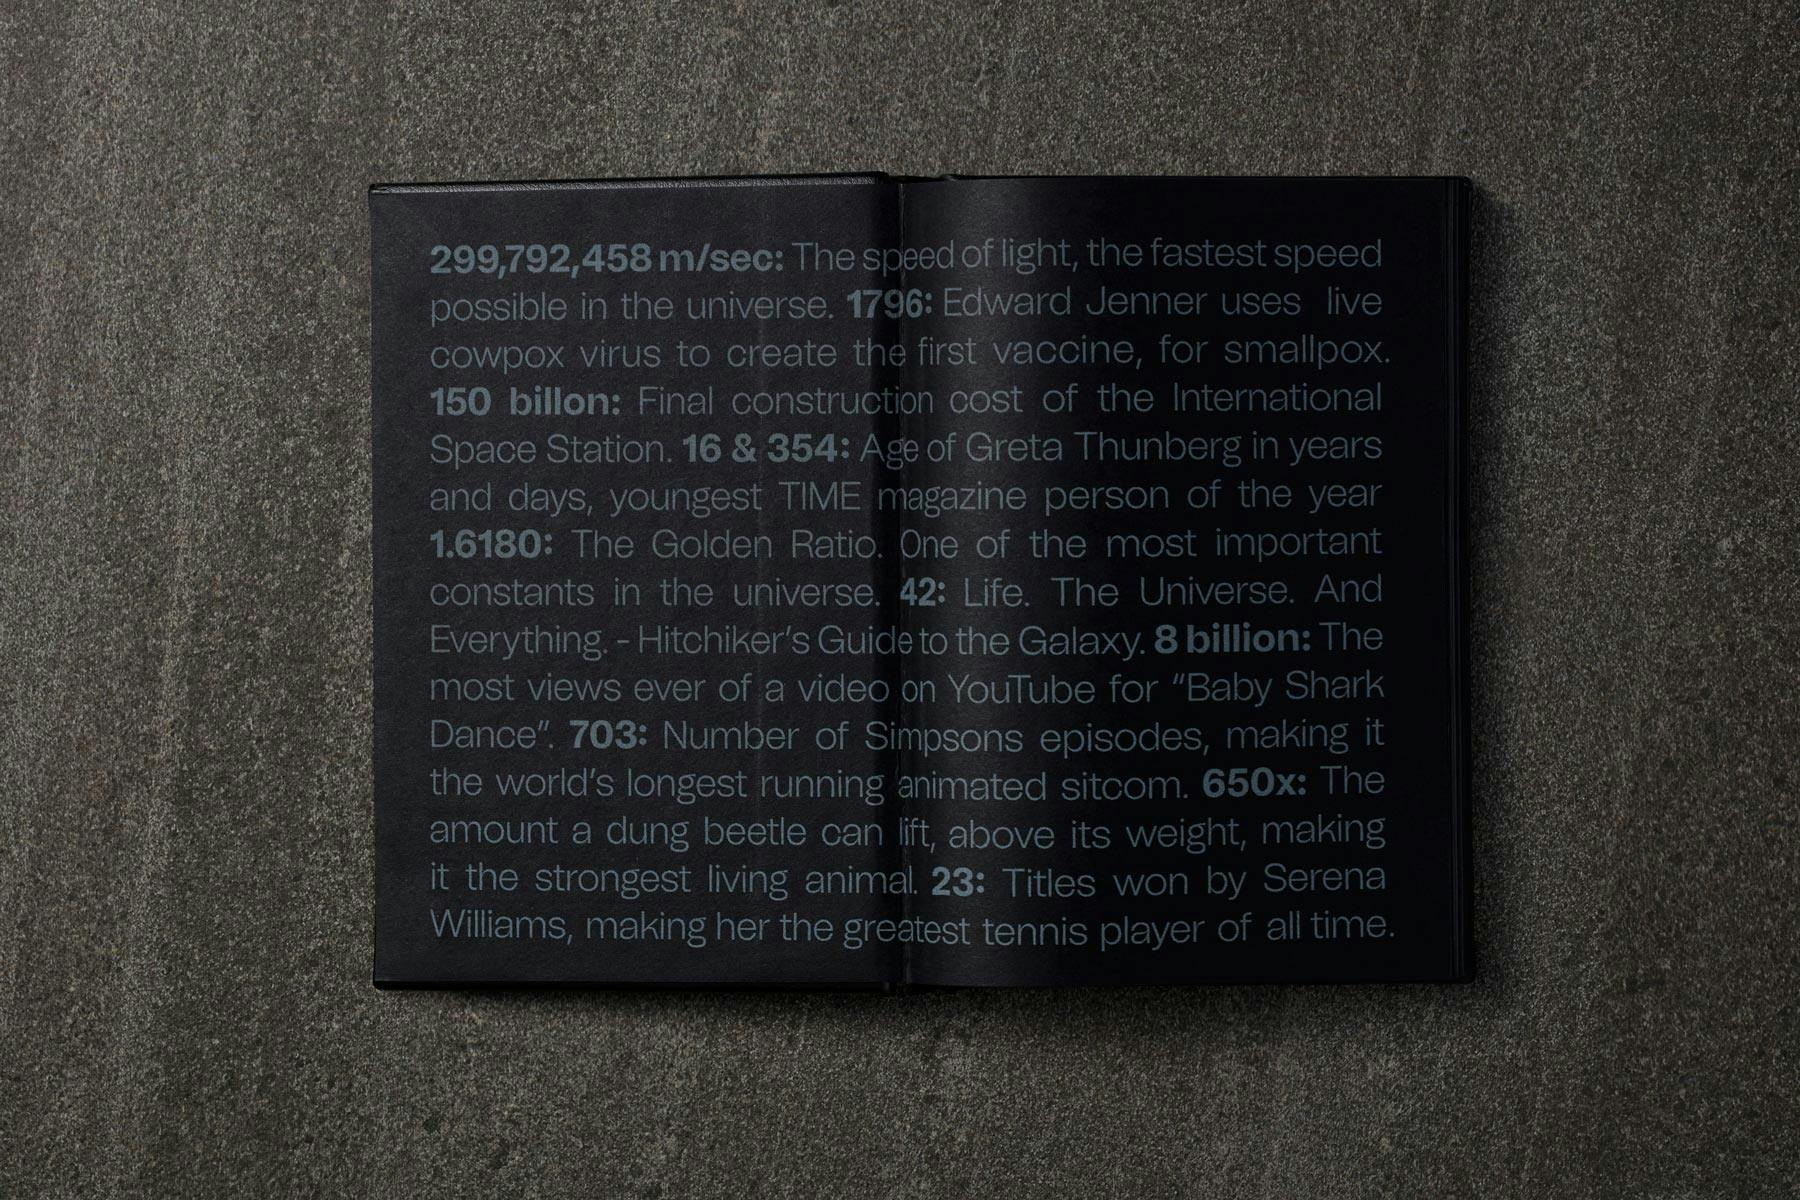 299,792,458 m/sec: The speed of light, the fastest speed
possible in the universe. 1796: Edward Jenner uses live
cowpox virus to create the first vaccine, for smallpox.
150 billon: Final construction cost of the International
Space Station. 16 & 354: Age of Greta Thunberg in years
and days, youngest TIME magazine person of the year
1.6180: The Golden Ratio. One of the most important
constants in the universe. 42: Life. The Universe. And
Everything. - Hitchiker's Guide to the Galaxy. 8 billion: The
most views ever of a video on YouTube for “Baby Shark
Dance”. 703: Number of Simpsons episodes, making it
the world's longest running animated sitcom. 650x: The
amount a dung beetle can lift, above its weight, making
it the strongest living animal. 23: Titles won by Serena
Williams, making her the greatest tennis player of all time.